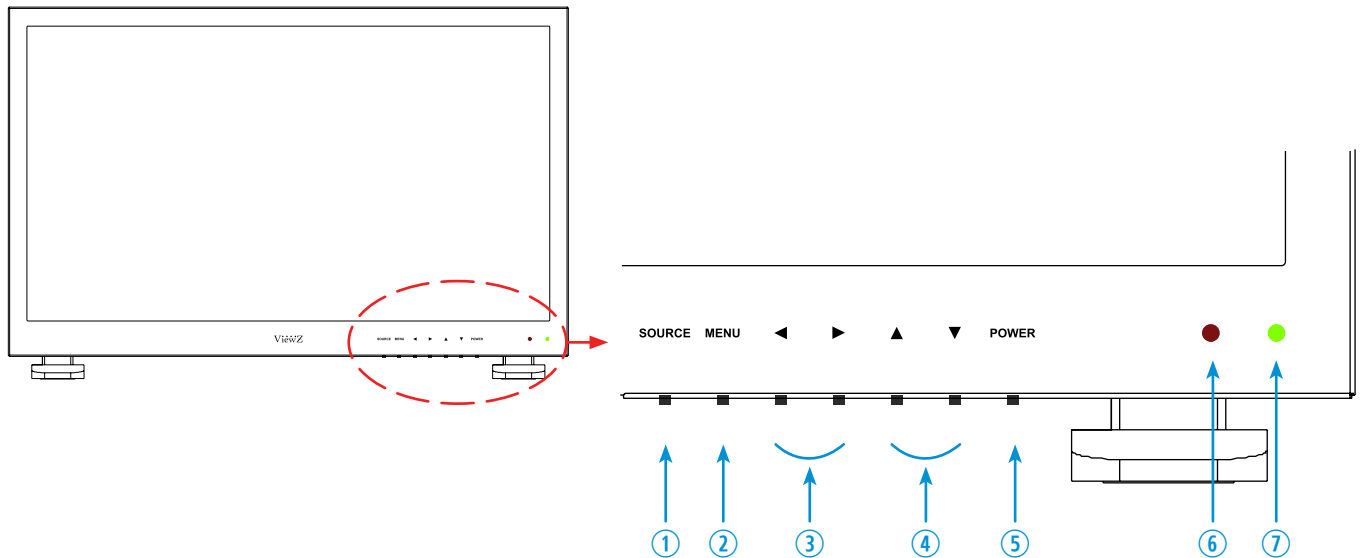 ViewZ
SOURCE MENU ◀ ▶ ▲ ▼ POWER
SOURCE MENU ◀ ▶ ▲ ▼ POWER
① ② ③ ④ ⑤ ⑥ ⑦